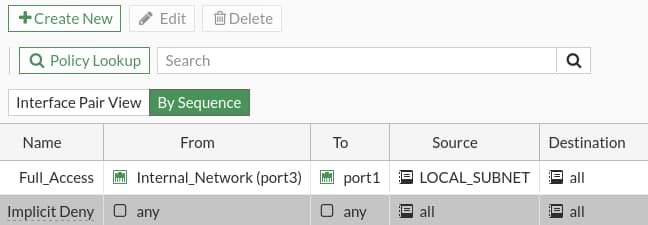 Create New Edit Delete
Policy Lookup Search
Interface Pair View By Sequence
Name From To Source Destination
Full_Access Internal_Network (port3) port1 LOCAL_SUBNET all
Implicit Deny any any all all